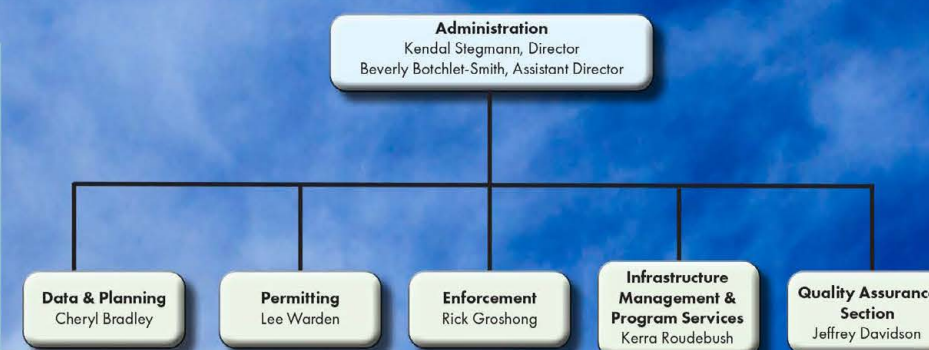 Administration
Kendal Stegmann, Director
Beverly Botchlet-Smith, Assistant Director
Data & Planning
Cheryl Bradley
Permitting
Lee Warden
Enforcement
Rick Groshong
Infrastructure
Management &
Program Services
Kerra Roudebush
Quality Assurance
Section
Jeffrey Davidson